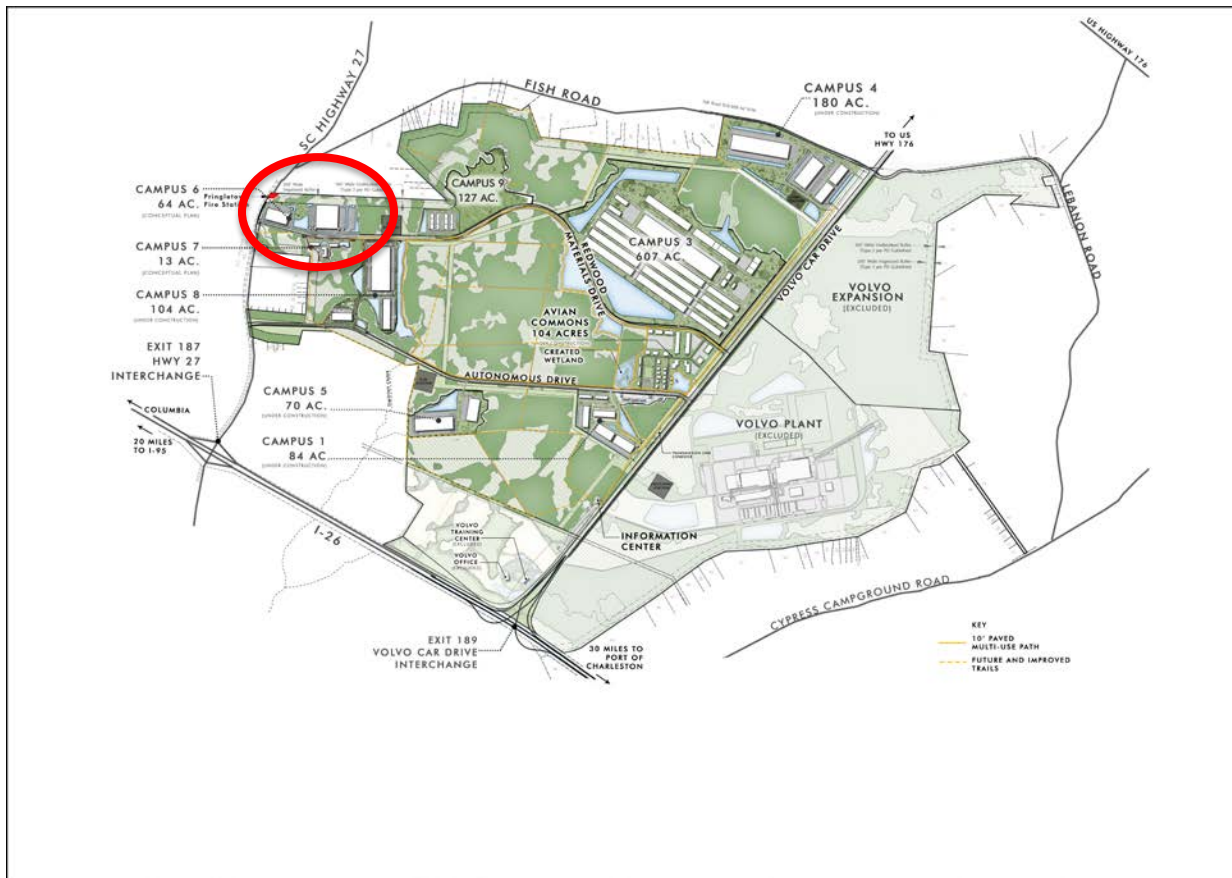 US HIGHWAY 176
SC HIGHWAY 27
FISH ROAD
CAMPUS 4
180 AC.
(UNDER CONSTRUCTION)
TO US
HWY 176
CAMPUS 6
64 AC.
(CONCEPTUAL PLAN)
Pringletow
Fire Stati
CAMPUS 9
127 AC.
LEBANON ROAD
CAMPUS 7
13 AC.
(CONCEPTUAL PLAN)
CAMPUS 3
607 AC.
REDWOOD
MATERIALS DRIVE
VOLVO CAR DRIVE
CAMPUS 8
104 AC.
(UNDER CONSTRUCTION)
VOLVO
EXPANSION
(EXCLUDED)
AVIAN
COMMONS
104 ACRES
CREATED
WETLAND
EXIT 187
HWY 27
INTERCHANGE
AUTONOMOUS DRIVE
CAMPUS 5
70 AC.
(UNDER CONSTRUCTION)
COLUMBIA
20 MILES
TO I-95
VOLVO PLANT
(EXCLUDED)
CAMPUS 1
84 AC
(UNDER CONSTRUCTION)
I-26
VOLVO
TRAINING
CENTER
(EXCLUDED)
VOLVO
OFFICE
(EXCLUDED)
INFORMATION
CENTER
CYPRESS CAMPGROUND ROAD
EXIT 189
VOLVO CAR DRIVE
INTERCHANGE
30 MILES TO
PORT OF
CHARLESTON
KEY
10' PAVED
MULTI-USE PATH
FUTURE AND IMPROVED
TRAILS